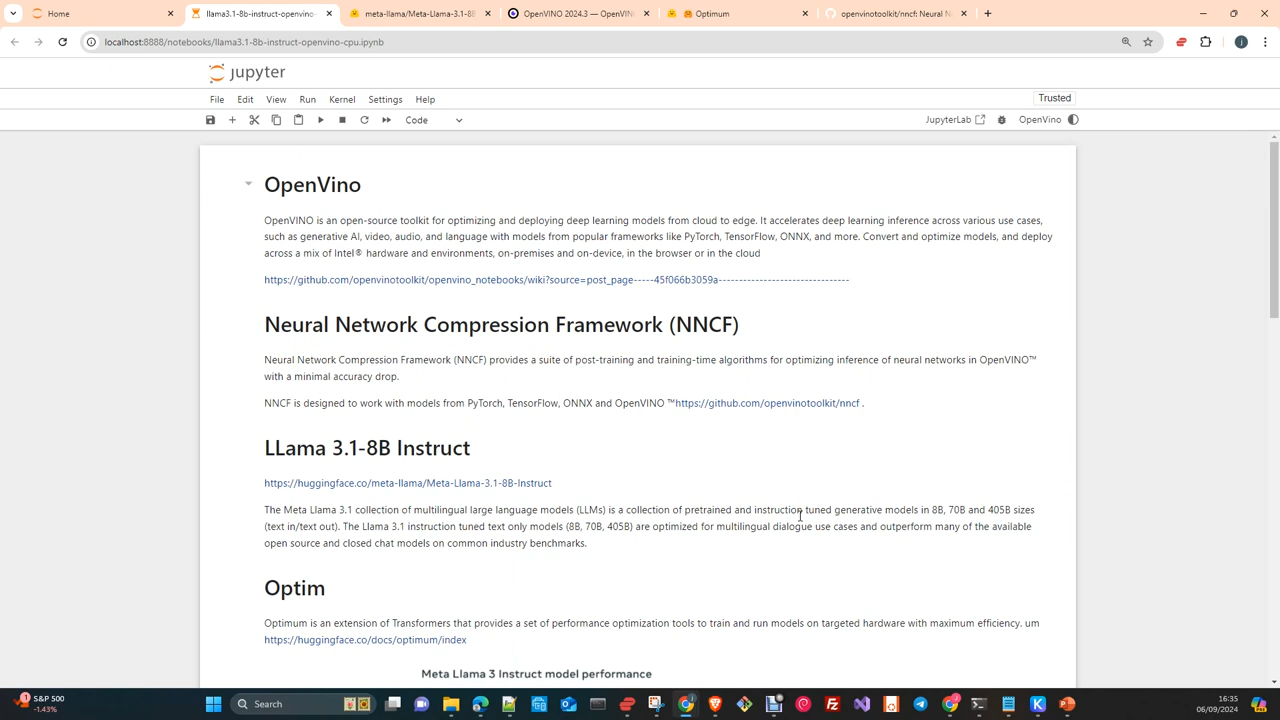 Home
llama3.1-8b-instruct-openvino-
meta-llama/Meta-Llama-3.1-8B
OpenVINO 2024.3 — OpenVIN
Optimum
openvinotoolkit/nncf: Neural N
localhost:8888/notebooks/llama3.1-8b-instruct-openvino-cpu.ipynb
jupyter
File Edit View Run Kernel Settings Help
Trusted
Code
JupyterLab
OpenVino
OpenVino
OpenVINO is an open-source toolkit for optimizing and deploying deep learning models from cloud to edge. It accelerates deep learning inference across various use cases,
such as generative AI, video, audio, and language with models from popular frameworks like PyTorch, TensorFlow, ONNX, and more. Convert and optimize models, and deploy
across a mix of Intel® hardware and environments, on-premises and on-device, in the browser or in the cloud
https://github.com/openvinotoolkit/openvino_notebooks/wiki?source=post_page-----45f066b3059a--------------------------------
Neural Network Compression Framework (NNCF)
Neural Network Compression Framework (NNCF) provides a suite of post-training and training-time algorithms for optimizing inference of neural networks in OpenVINO™
with a minimal accuracy drop.
NNCF is designed to work with models from PyTorch, TensorFlow, ONNX and OpenVINO ™https://github.com/openvinotoolkit/nncf .
LLama 3.1-8B Instruct
https://huggingface.co/meta-llama/Meta-Llama-3.1-8B-Instruct
The Meta Llama 3.1 collection of multilingual large language models (LLMs) is a collection of pretrained and instruction tuned generative models in 8B, 70B and 405B sizes
(text in/text out). The Llama 3.1 instruction tuned text only models (8B, 70B, 405B) are optimized for multilingual dialogue use cases and outperform many of the available
open source and closed chat models on common industry benchmarks.
Optim
Optimum is an extension of Transformers that provides a set of performance optimization tools to train and run models on targeted hardware with maximum efficiency. um
https://huggingface.co/docs/optimum/index
Meta Llama 3 Instruct model performance
1
S&P 500
-1.43%
Search
16:35
06/09/2024